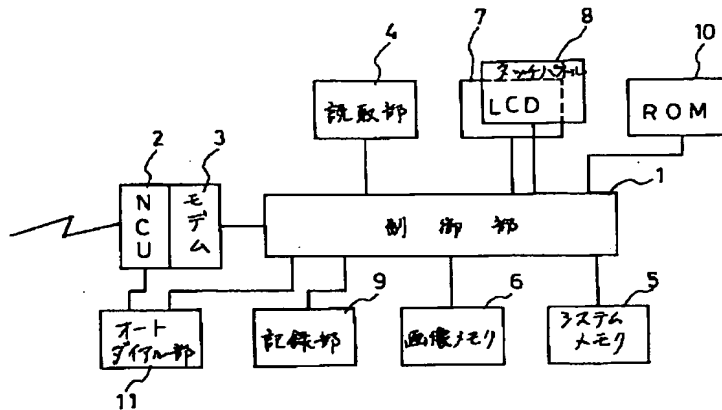 7
8
4
10
タッチパネル
読取部
LCD
ROM
2
3
1
NCU
モデム
制御部
9
6
5
オート
ダイアル部
記録部
画像メモリ
システム
メモリ
11